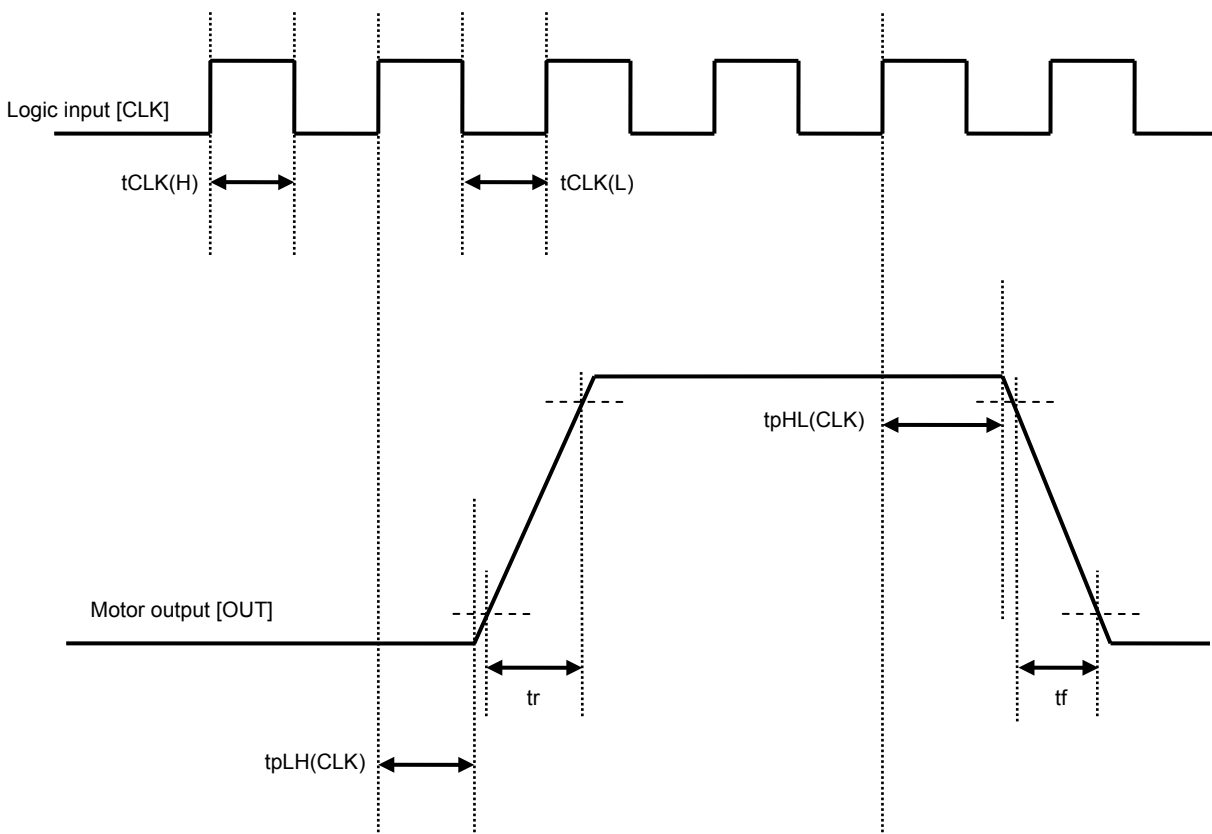 Logic input [CLK]
tCLK(H)
tCLK(L)
tpHL(CLK)
Motor output [OUT]
tr
tf
tpLH(CLK)